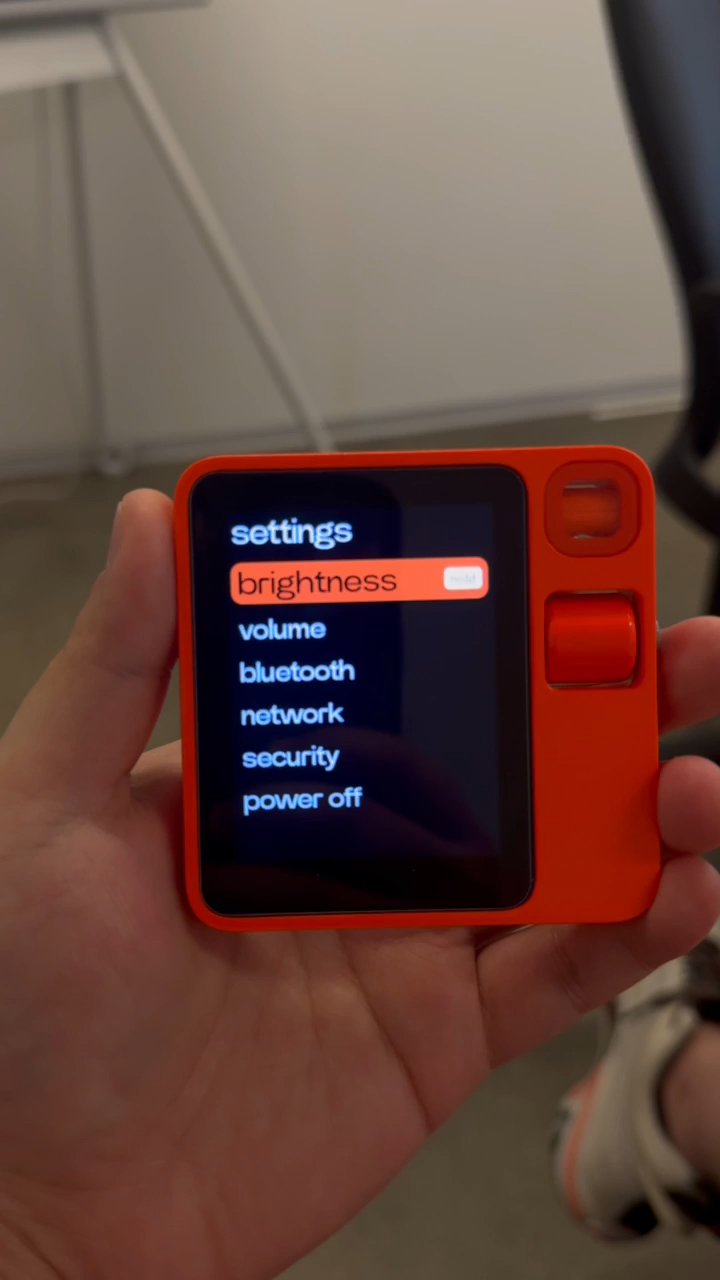 settings
brightness
volume
bluetooth
network
security
power off